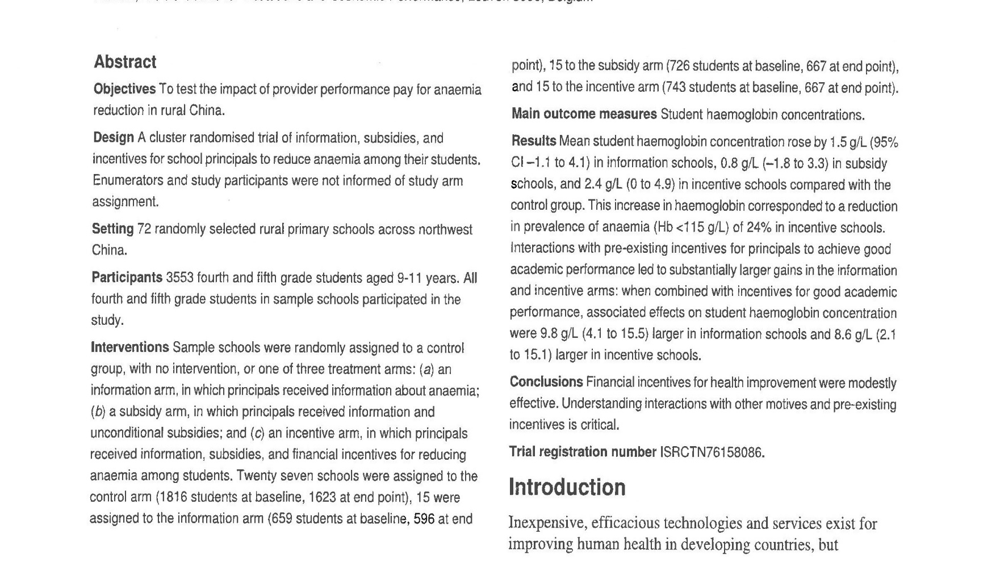 Abstract
Objectives To test the impact of provider performance pay for anaemia
reduction in rural China.
Design A cluster randomised trial of information, subsidies, and
incentives for school principals to reduce anaemia among their students.
Enumerators and study participants were not informed of study arm
assignment.
Setting 72 randomly selected rural primary schools across northwest
China.
Participants 3553 fourth and fifth grade students aged 9-11 years. All
fourth and fifth grade students in sample schools participated in the
study.
Interventions Sample schools were randomly assigned to a control
group, with no intervention, or one of three treatment arms: (a) an
information arm, in which principals received information about anaemia;
(b) a subsidy arm, in which principals received information and
unconditional subsidies; and (c) an incentive arm, in which principals
received information, subsidies, and financial incentives for reducing
anaemia among students. Twenty seven schools were assigned to the
control arm (1816 students at baseline, 1623 at end point), 15 were
assigned to the information arm (659 students at baseline, 596 at end
point), 15 to the subsidy arm (726 students at baseline, 667 at end point),
and 15 to the incentive arm (743 students at baseline, 667 at end point).
Main outcome measures Student haemoglobin concentrations.
Results Mean student haemoglobin concentration rose by 1.5 g/L (95%
CI –1.1 to 4.1) in information schools, 0.8 g/L (–1.8 to 3.3) in subsidy
schools, and 2.4 g/L (0 to 4.9) in incentive schools compared with the
control group. This increase in haemoglobin corresponded to a reduction
in prevalence of anaemia (Hb <115 g/L) of 24% in incentive schools.
Interactions with pre-existing incentives for principals to achieve good
academic performance led to substantially larger gains in the information
and incentive arms: when combined with incentives for good academic
performance, associated effects on student haemoglobin concentration
were 9.8 g/L (4.1 to 15.5) larger in information schools and 8.6 g/L (2.1
to 15.1) larger in incentive schools.
Conclusions Financial incentives for health improvement were modestly
effective. Understanding interactions with other motives and pre-existing
incentives is critical.
Trial registration number ISRCTN76158086.
Introduction
Inexpensive, efficacious technologies and services exist for
improving human health in developing countries, but